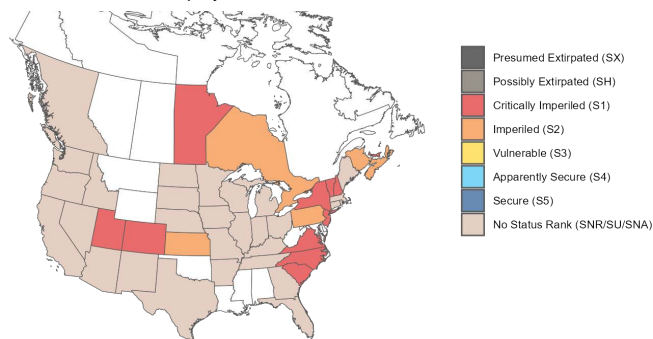 Presumed Extirpated (SX)
Possibly Extirpated (SH)
Critically Imperiled (S1)
Imperiled (S2)
Vulnerable (S3)
Apparently Secure (S4)
Secure (S5)
No Status Rank (SNR/SU/SNA)